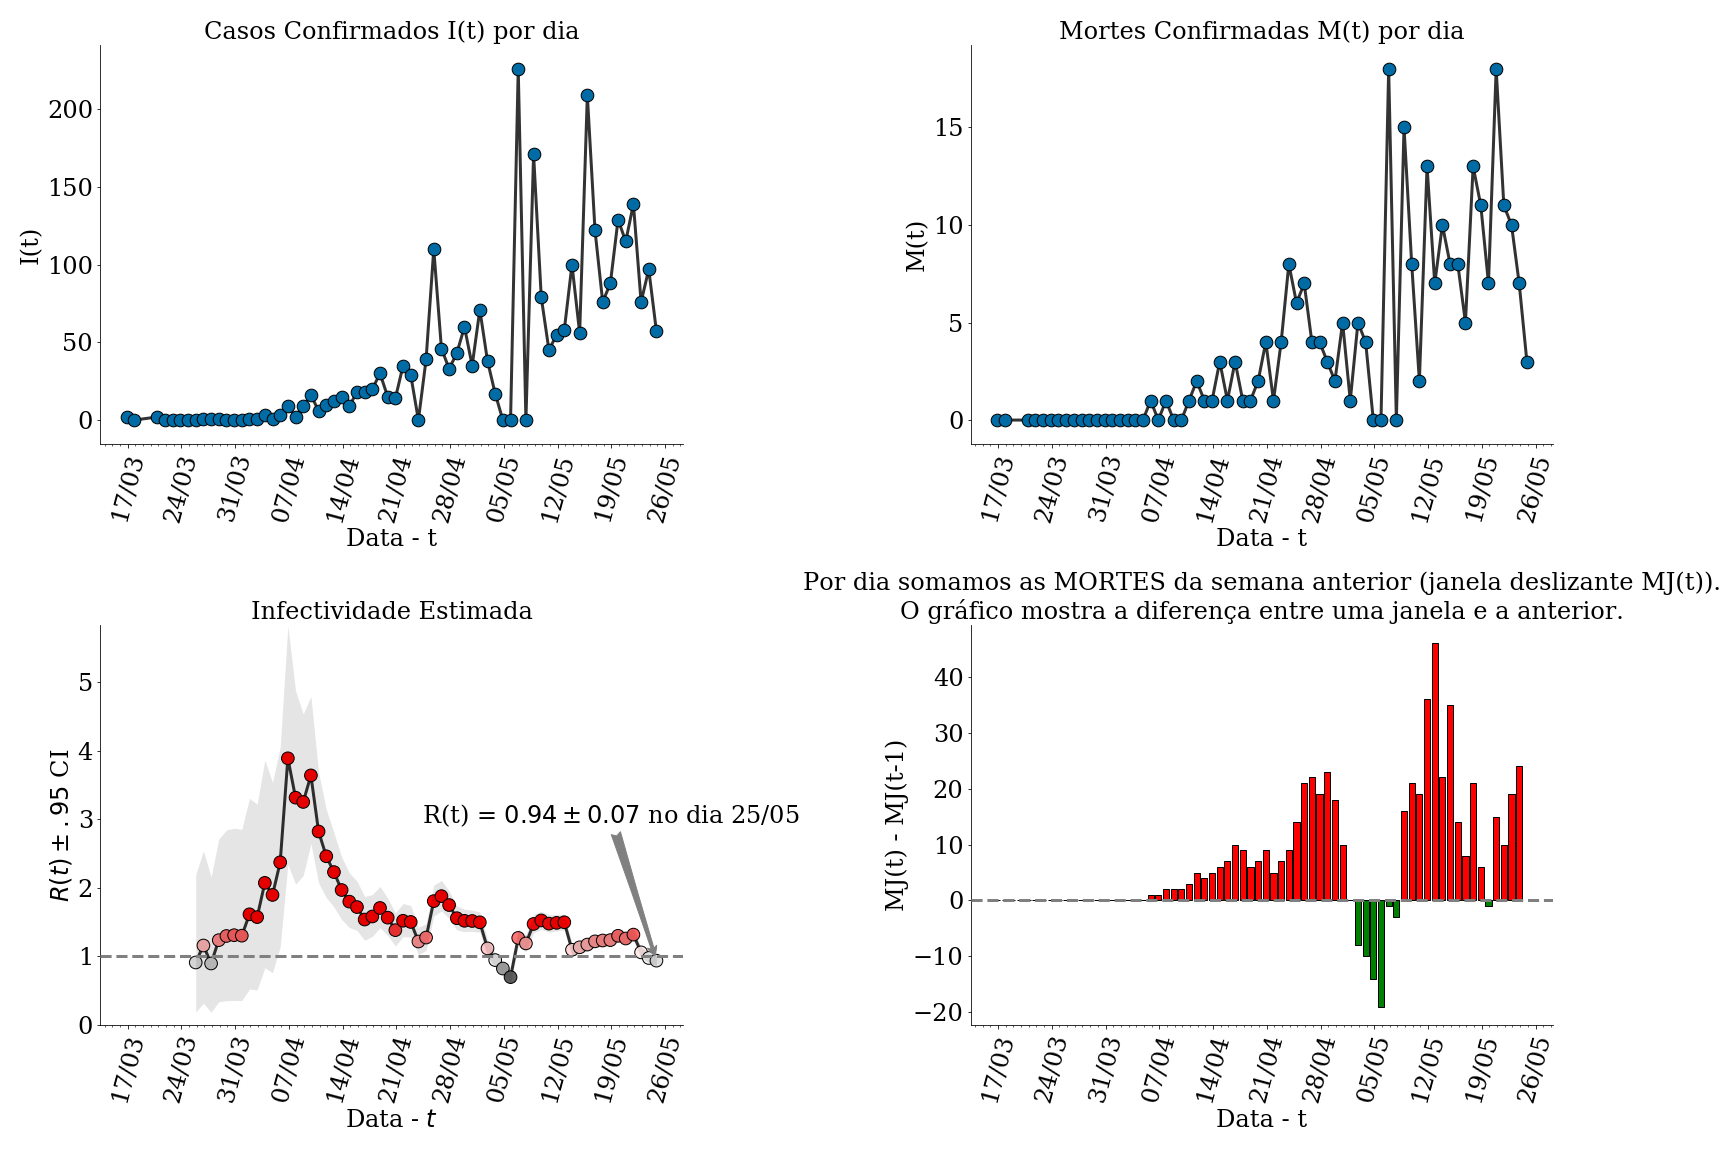 Casos Confirmados I(t) por dia
I(t)
200
150
100
50
0
17/03 24/03 31/03 07/04 14/04 21/04 28/04 05/05 12/05 19/05 26/05
Data - t
Mortes Confirmadas M(t) por dia
M(t)
15
10
5
0
17/03 24/03 31/03 07/04 14/04 21/04 28/04 05/05 12/05 19/05 26/05
Data - t
Infectividade Estimada
R(t) ± .95 CI
5
4
3
2
1
0
R(t) = 0.94 ± 0.07 no dia 25/05
17/03 24/03 31/03 07/04 14/04 21/04 28/04 05/05 12/05 19/05 26/05
Data - t
Por dia somamos as MORTES da semana anterior (janela deslizante MJ(t)).
O gráfico mostra a diferença entre uma janela e a anterior.
MJ(t) - MJ(t-1)
40
30
20
10
0
−10
−20
17/03 24/03 31/03 07/04 14/04 21/04 28/04 05/05 12/05 19/05 26/05
Data - t